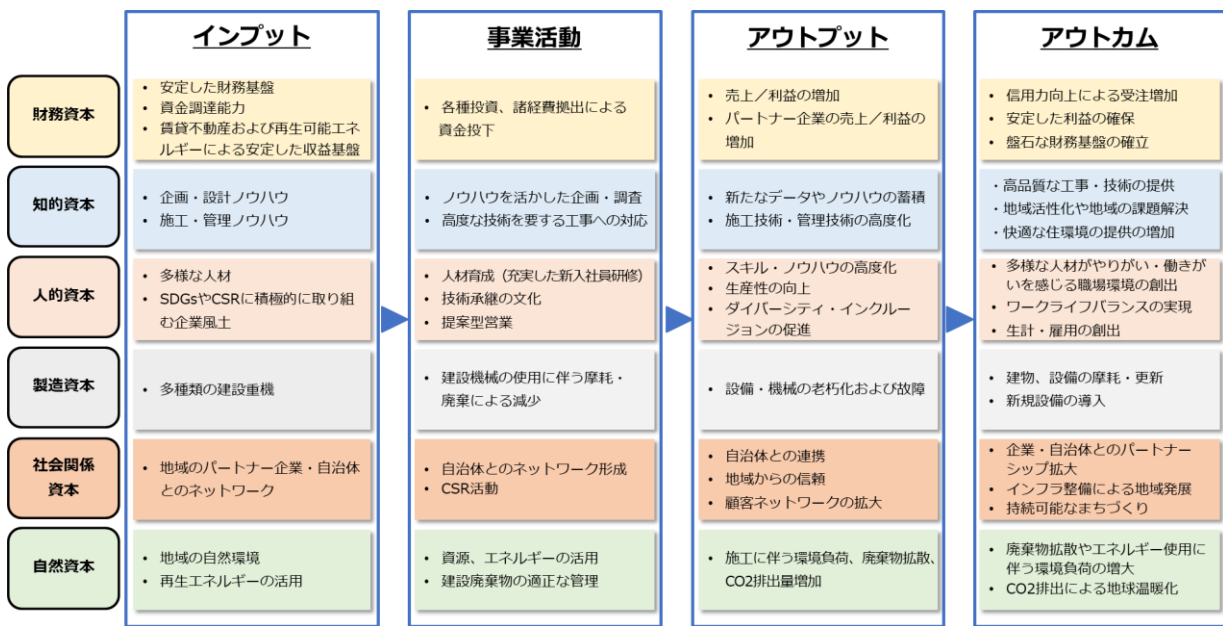 インプット
事業活動
アウトプット
アウトカム
財務資本
• 安定した財務基盤
• 資金調達能力
• 賃貸不動産および再生可能エネ
ルギーによる安定した収益基盤
• 各種投資、諸経費拠出による
資金投下
• 売上／利益の増加
• パートナー企業の売上／利益の
増加
• 信用力向上による受注増加
• 安定した利益の確保
• 盤石な財務基盤の確立
知的資本
• 企画・設計ノウハウ
• 施工・管理ノウハウ
• ノウハウを活かした企画・調査
• 高度な技術を要する工事への対応
• 新たなデータやノウハウの蓄積
• 施工技術・管理技術の高度化
・高品質な工事・技術の提供
・地域活性化や地域の課題解決
・快適な住環境の提供の増加
人的資本
• 多様な人材
• SDGsやCSRに積極的に取り組
む企業風土
• 人材育成（充実した新入社員研修）
• 技術承継の文化
• 提案型営業
• スキル・ノウハウの高度化
• 生産性の向上
• ダイバーシティ・インクルー
ジョンの促進
• 多様な人材がやりがい・働きが
いを感じる職場環境の創出
• ワークライフバランスの実現
• 生計・雇用の創出
製造資本
• 多種類の建設重機
• 建設機械の使用に伴う摩耗・
廃棄による減少
• 設備・機械の老朽化および故障
• 建物、設備の摩耗・更新
• 新規設備の導入
社会関係
資本
• 地域のパートナー企業・自治体
とのネットワーク
• 自治体とのネットワーク形成
• CSR活動
• 自治体との連携
• 地域からの信頼
• 顧客ネットワークの拡大
• 企業・自治体とのパートナー
シップ拡大
• インフラ整備による地域発展
• 持続可能なまちづくり
自然資本
• 地域の自然環境
• 再生エネルギーの活用
• 資源、エネルギーの活用
• 建設廃棄物の適正な管理
• 施工に伴う環境負荷、廃棄物拡散、
CO2排出量増加
• 廃棄物拡散やエネルギー使用に
伴う環境負荷の増大
• CO2排出による地球温暖化